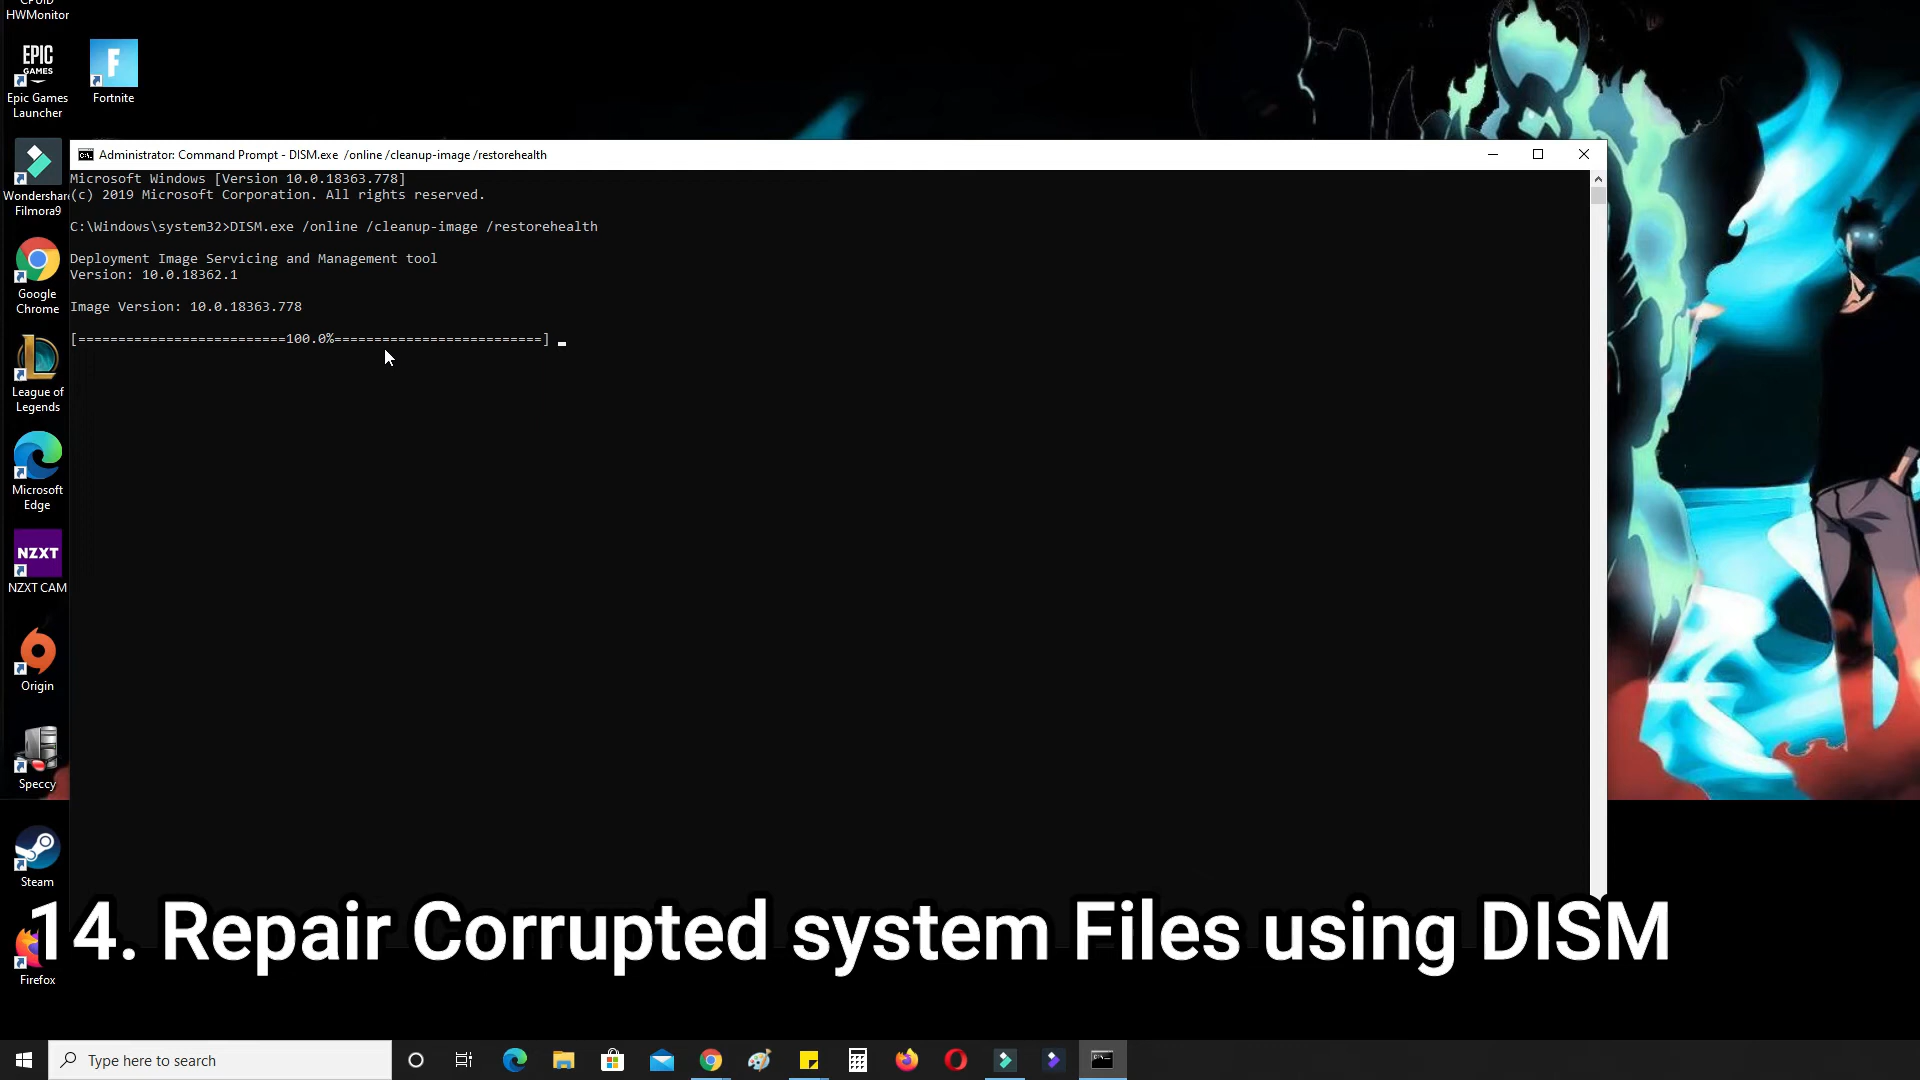 CPUID
HWMonitor
EPIC
GAMES
Epic Games
Launcher
F
Fortnite
Wondershar
Filmora9
Google
Chrome
League of
Legends
Microsoft
Edge
NZXT
NZXT CAM
Origin
Speccy
Steam
Firefox
C:\.
Administrator: Command Prompt - DISM.exe /online /cleanup-image /restorehealth
Microsoft Windows [Version 10.0.18363.778]
(c) 2019 Microsoft Corporation. All rights reserved.
C:\Windows\system32>DISM.exe /online /cleanup-image /restorehealth
Deployment Image Servicing and Management tool
Version: 10.0.18362.1
Image Version: 10.0.18363.778
[==========================100.0%==========================]
14. Repair Corrupted system Files using DISM
Type here to search